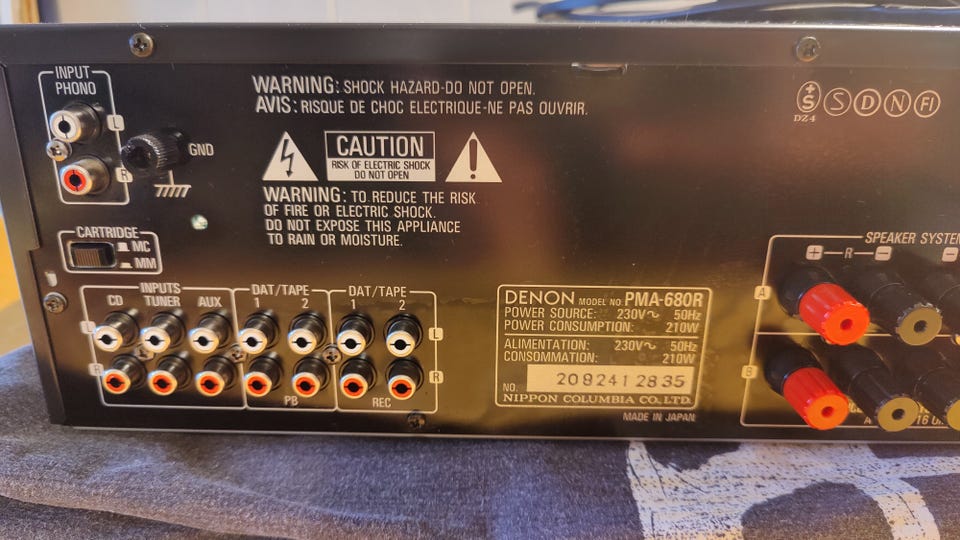 INPUT
PHONO
L
R
GND
CARTRIDGE
MC
MM
WARNING: SHOCK HAZARD-DO NOT OPEN.
AVIS: RISQUE DE CHOC ELECTRIQUE-NE PAS OUVRIR.
CAUTION
RISK OF ELECTRIC SHOCK
DO NOT OPEN
WARNING: TO REDUCE THE RISK
OF FIRE OR ELECTRIC SHOCK.
DO NOT EXPOSE THIS APPLIANCE
TO RAIN OR MOISTURE.
+S S D N FI
DZ4
INPUTS
CD TUNER AUX
DAT/TAPE
1 2
DAT/TAPE
1 2
L
R
L
R
PB
REC
DENON MODEL NO. PMA-680R
POWER SOURCE: 230V~ 50Hz
POWER CONSUMPTION: 210W
ALIMENTATION: 230V~ 50Hz
CONSOMMATION: 210W
NO. 2092412835
NIPPON COLUMBIA CO., LTD.
MADE IN JAPAN
SPEAKER SYSTEM
+ R − −
A
B